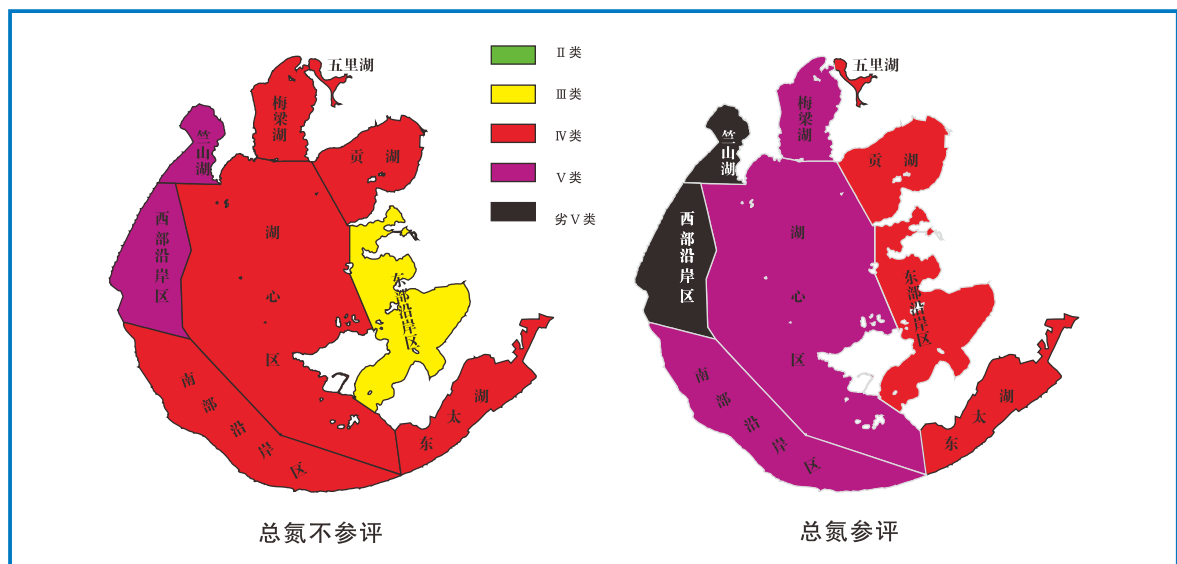 五里湖
梅梁湖
竺山湖
贡湖
西部沿岸区
湖心区
东部沿岸区
南部沿岸区
东太湖
总氮不参评
Ⅱ类
Ⅲ类
Ⅳ类
Ⅴ类
劣Ⅴ类
五里湖
梅梁湖
竺山湖
贡湖
西部沿岸区
湖心区
东部沿岸区
南部沿岸区
东太湖
总氮参评